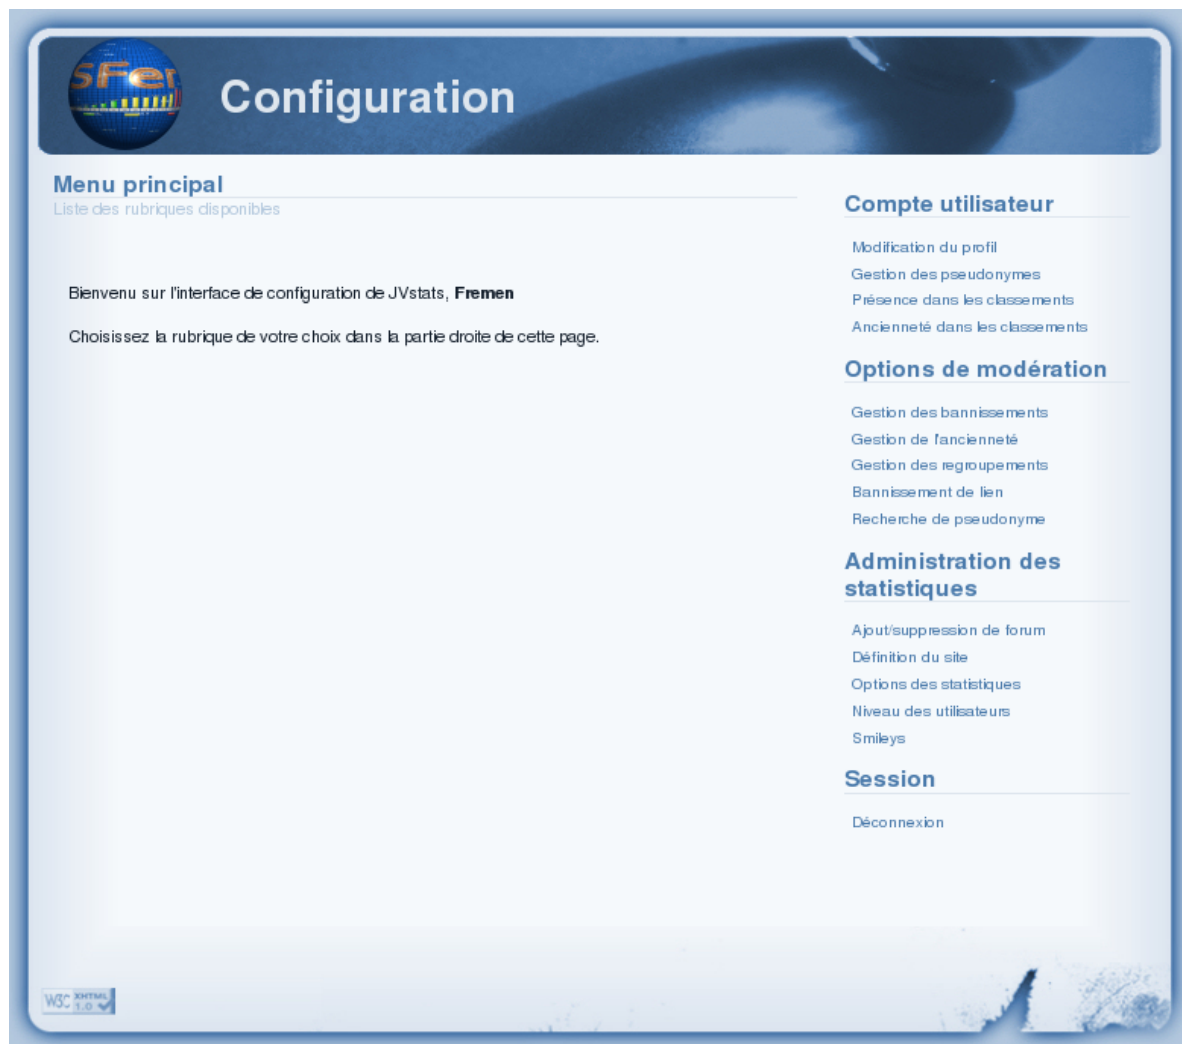 SFer
Configuration
Menu principal
Liste des rubriques disponibles
Bienvenu sur l'interface de configuration de JVstats, Fremen
Choisissez la rubrique de votre choix dans la partie droite de cette page.
Compte utilisateur
Modification du profil
Gestion des pseudonymes
Présence dans les classements
Ancienneté dans les classements
Options de modération
Gestion des bannissements
Gestion de l'ancienneté
Gestion des regroupements
Bannissement de lien
Recherche de pseudonyme
Administration des
statistiques
Ajout/suppression de forum
Définition du site
Options des statistiques
Niveau des utilisateurs
Smileys
Session
Déconnexion
W3C XHTML
1.0